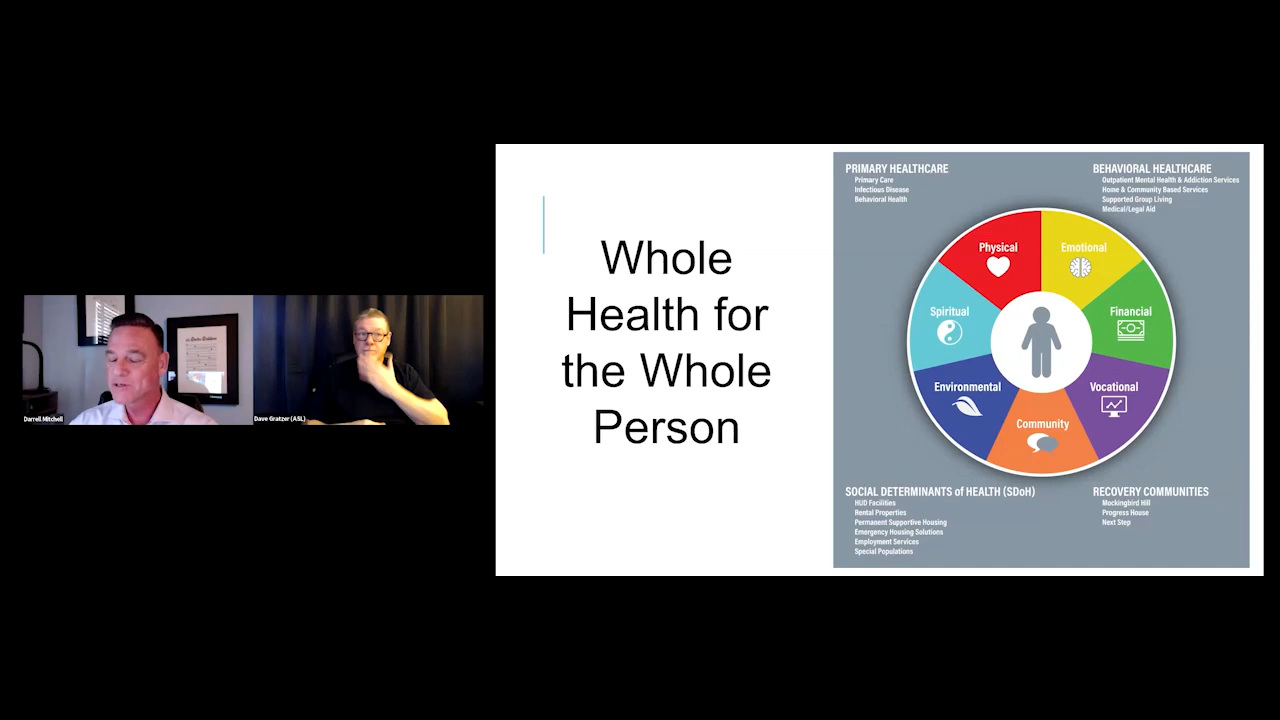 Darrell Mitchell
Dave Gratzer (ASL)
Whole
Health for
the Whole
Person
PRIMARY HEALTHCARE
Primary Care
Infectious Disease
Behavioral Health
BEHAVIORAL HEALTHCARE
Outpatient Mental Health & Addiction Services
Home & Community Based Services
Supported Group Living
Medical/Legal Aid
Physical
Emotional
Spiritual
Financial
Environmental
Vocational
Community
SOCIAL DETERMINANTS of HEALTH (SDoH)
HUD Facilities
Rental Properties
Permanent Supportive Housing
Emergency Housing Solutions
Employment Services
Special Populations
RECOVERY COMMUNITIES
Mockingbird Hill
Progress House
Next Step